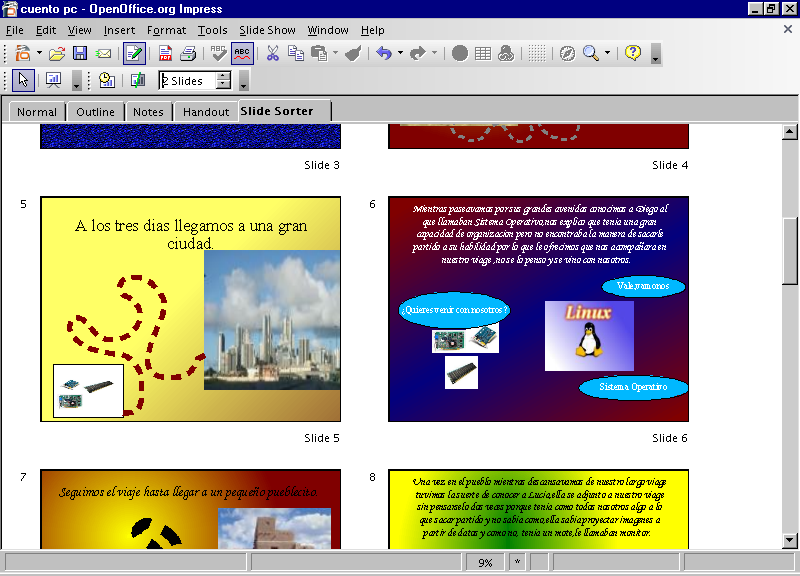 cuento pc - OpenOffice.org Impress
File Edit View Insert Format Tools Slide Show Window Help
2 Slides
Normal Outline Notes Handout Slide Sorter
Slide 3
Slide 4
5
A los tres dias llegamos a una gran
ciudad.
Slide 5
6
Mientras paseavamos por sus grandes avenidas conocimos a Diego al
que llamaban Sistema Operativo,nos explico que tenia una gran
capacidad de organizacion pero no encontraba la manera de sacarle
partido a su habilidad por lo que le ofrecimos que nos acompañara en
nuestro viage ,no se lo penso y se vino con nosotros.
Vale,vamonos
¿Quieres venir con nosotros?
Linux
Sistema Operativo
Slide 6
7
Seguimos el viaje hasta llegar a un pequeño pueblecito.
8
Una vez en el pueblo mientras descansavamos de nuestro largo viage
tuvimos la suerte de conocer a Lucia,ella se adjunto a nuestro viage
sin pensarselo dos veces porque tenia como todos nosotros algo a lo
que sacar partido y no sabia como,ella sabia proyectar imagenes a
partir de datos y como no, tenia un mote,le llamaban monitor.
9% *